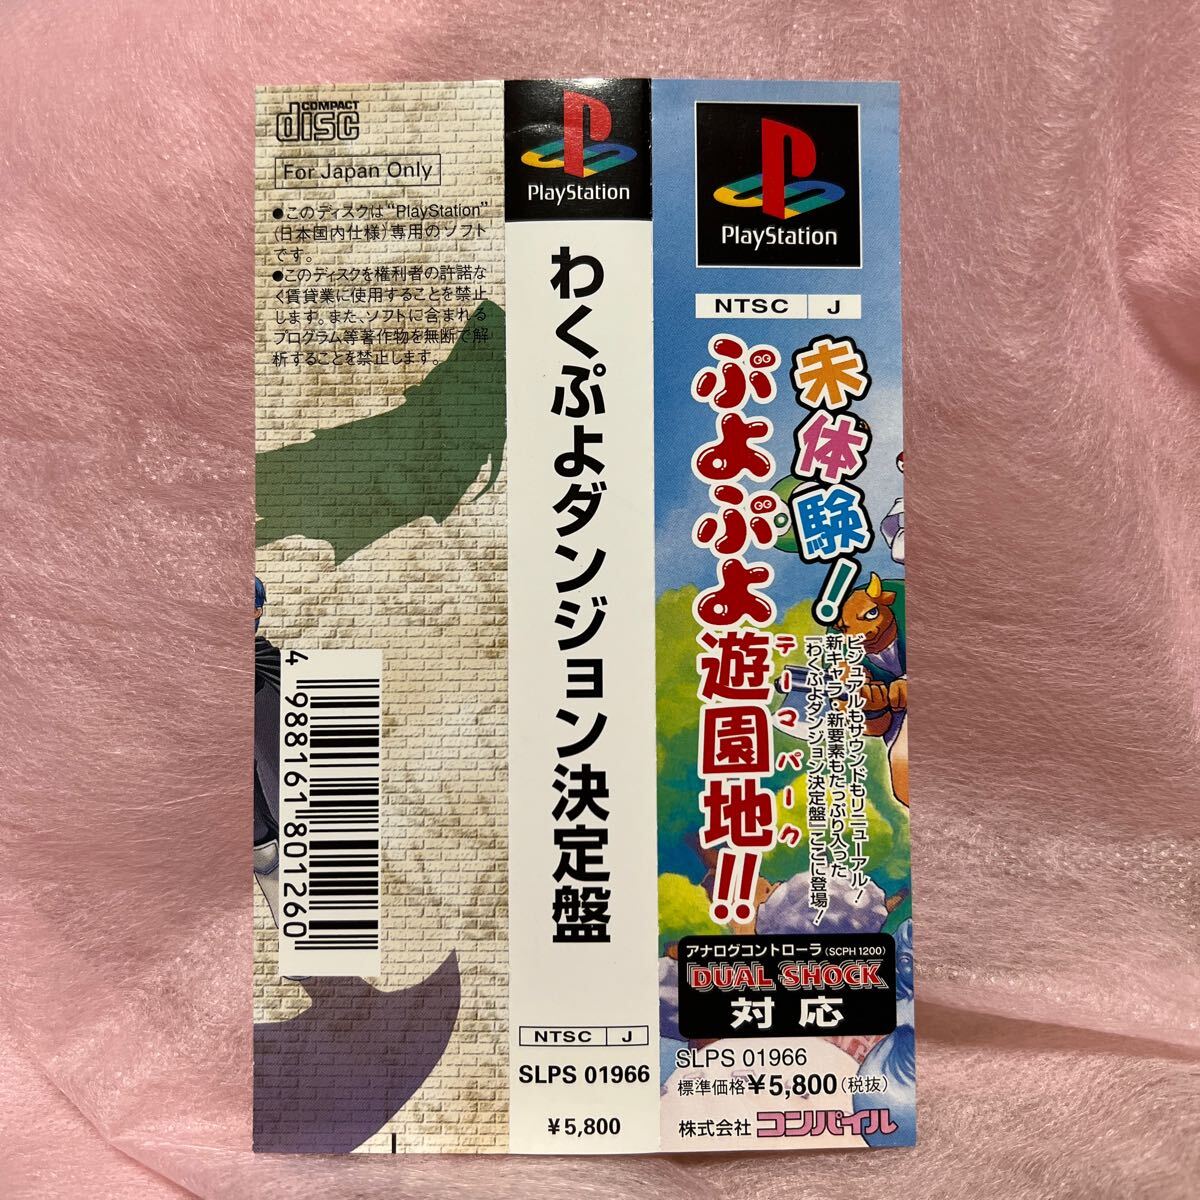 COMPACT
disc
For Japan Only
●このディスクは"PlayStation"
(日本国内仕様)専用のソフト
です。
●このディスクを権利者の許諾な
く賃貸業に使用することを禁止
します。また、ソフトに含まれる
プログラム等著作物を無断で解
析することを禁止します。
4 988161 801260
PlayStation
わくぷよダンジョン決定盤
NTSC J
SLPS 01966
¥5,800
PlayStation
NTSC J
未体験!
ぷよぷよ遊園地!!
テーマパーク
ビジュアルもサウンドもリニューアル!
新キャラ・新要素もたっぷり入った
「わくぷよダンジョン決定盤」ここに登場!
アナログコントローラ(SCPH 1200)
DUAL SHOCK
対応
SLPS 01966
標準価格¥5,800(税抜)
株式会社コンパイル